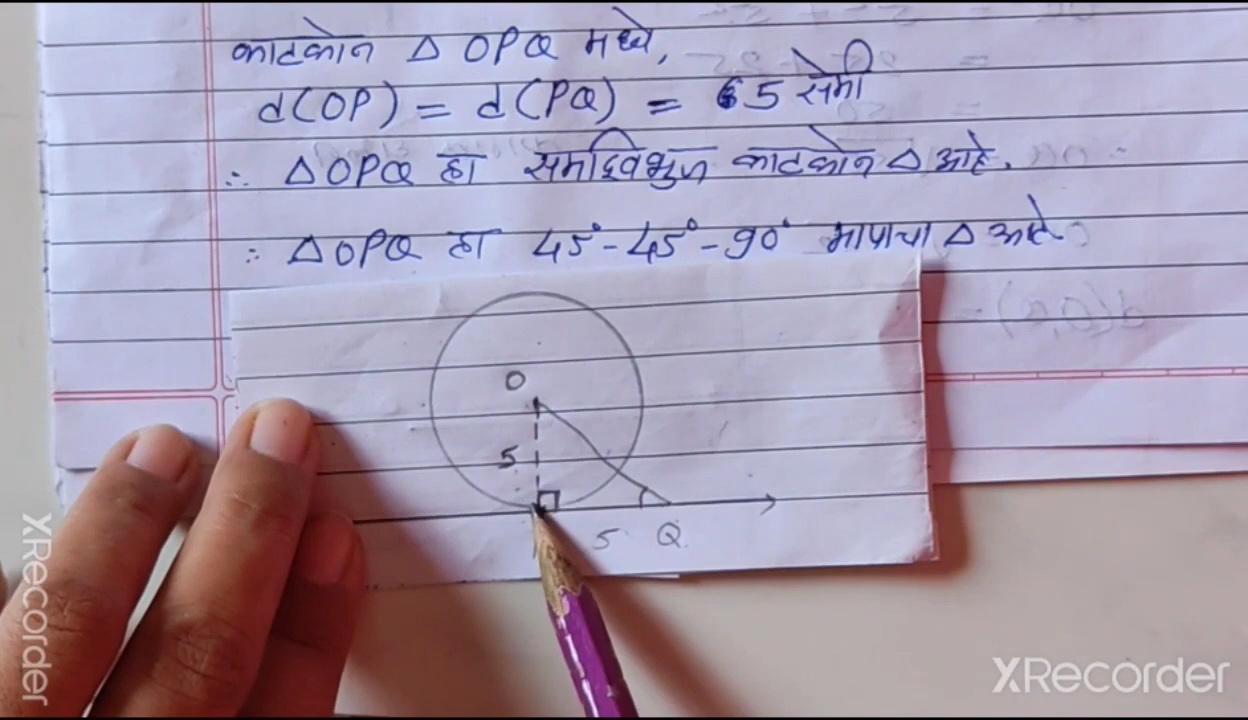 काटकोन △ OPQ मध्ये,
d(OP) = d(PQ) = 5 सेमी
∴ △OPQ हा समद्विभुज काटकोन △ आहे.
∴ △OPQ हा 45° - 45° - 90° मापाचा △ आहे.
O
5
5 Q
XRecorder
XRecorder